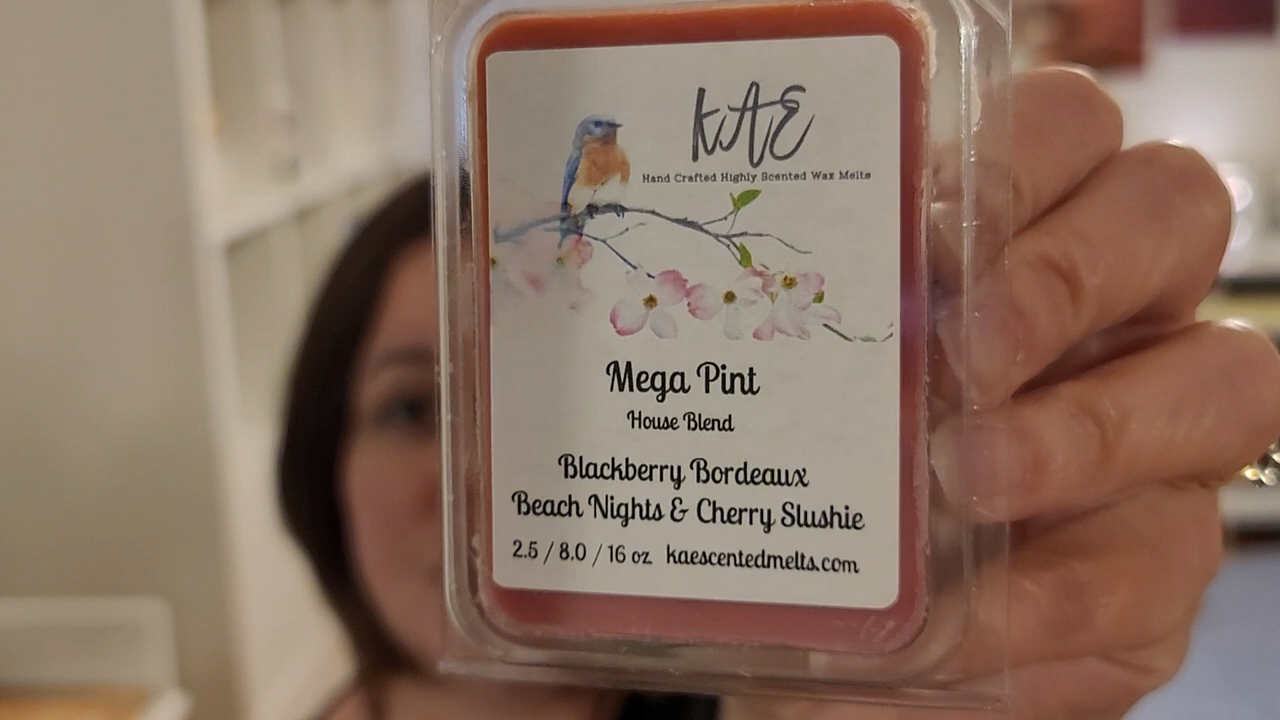 KAE
Hand Crafted Highly Scented Wax Melts
Mega Pint
House Blend
Blackberry Bordeaux
Beach Nights & Cherry Slushie
2.5 / 8.0 / 16 oz kaescentedmelts.com